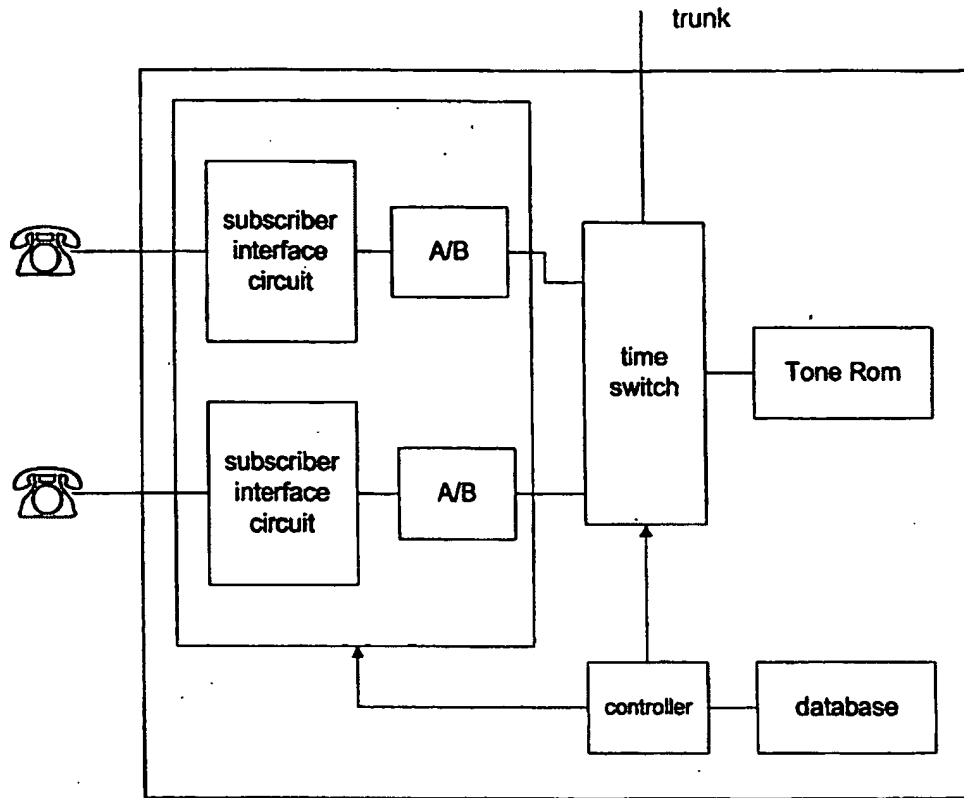 trunk
subscriber
interface
circuit
A/B
time
switch
Tone Rom
subscriber
interface
circuit
A/B
controller
database